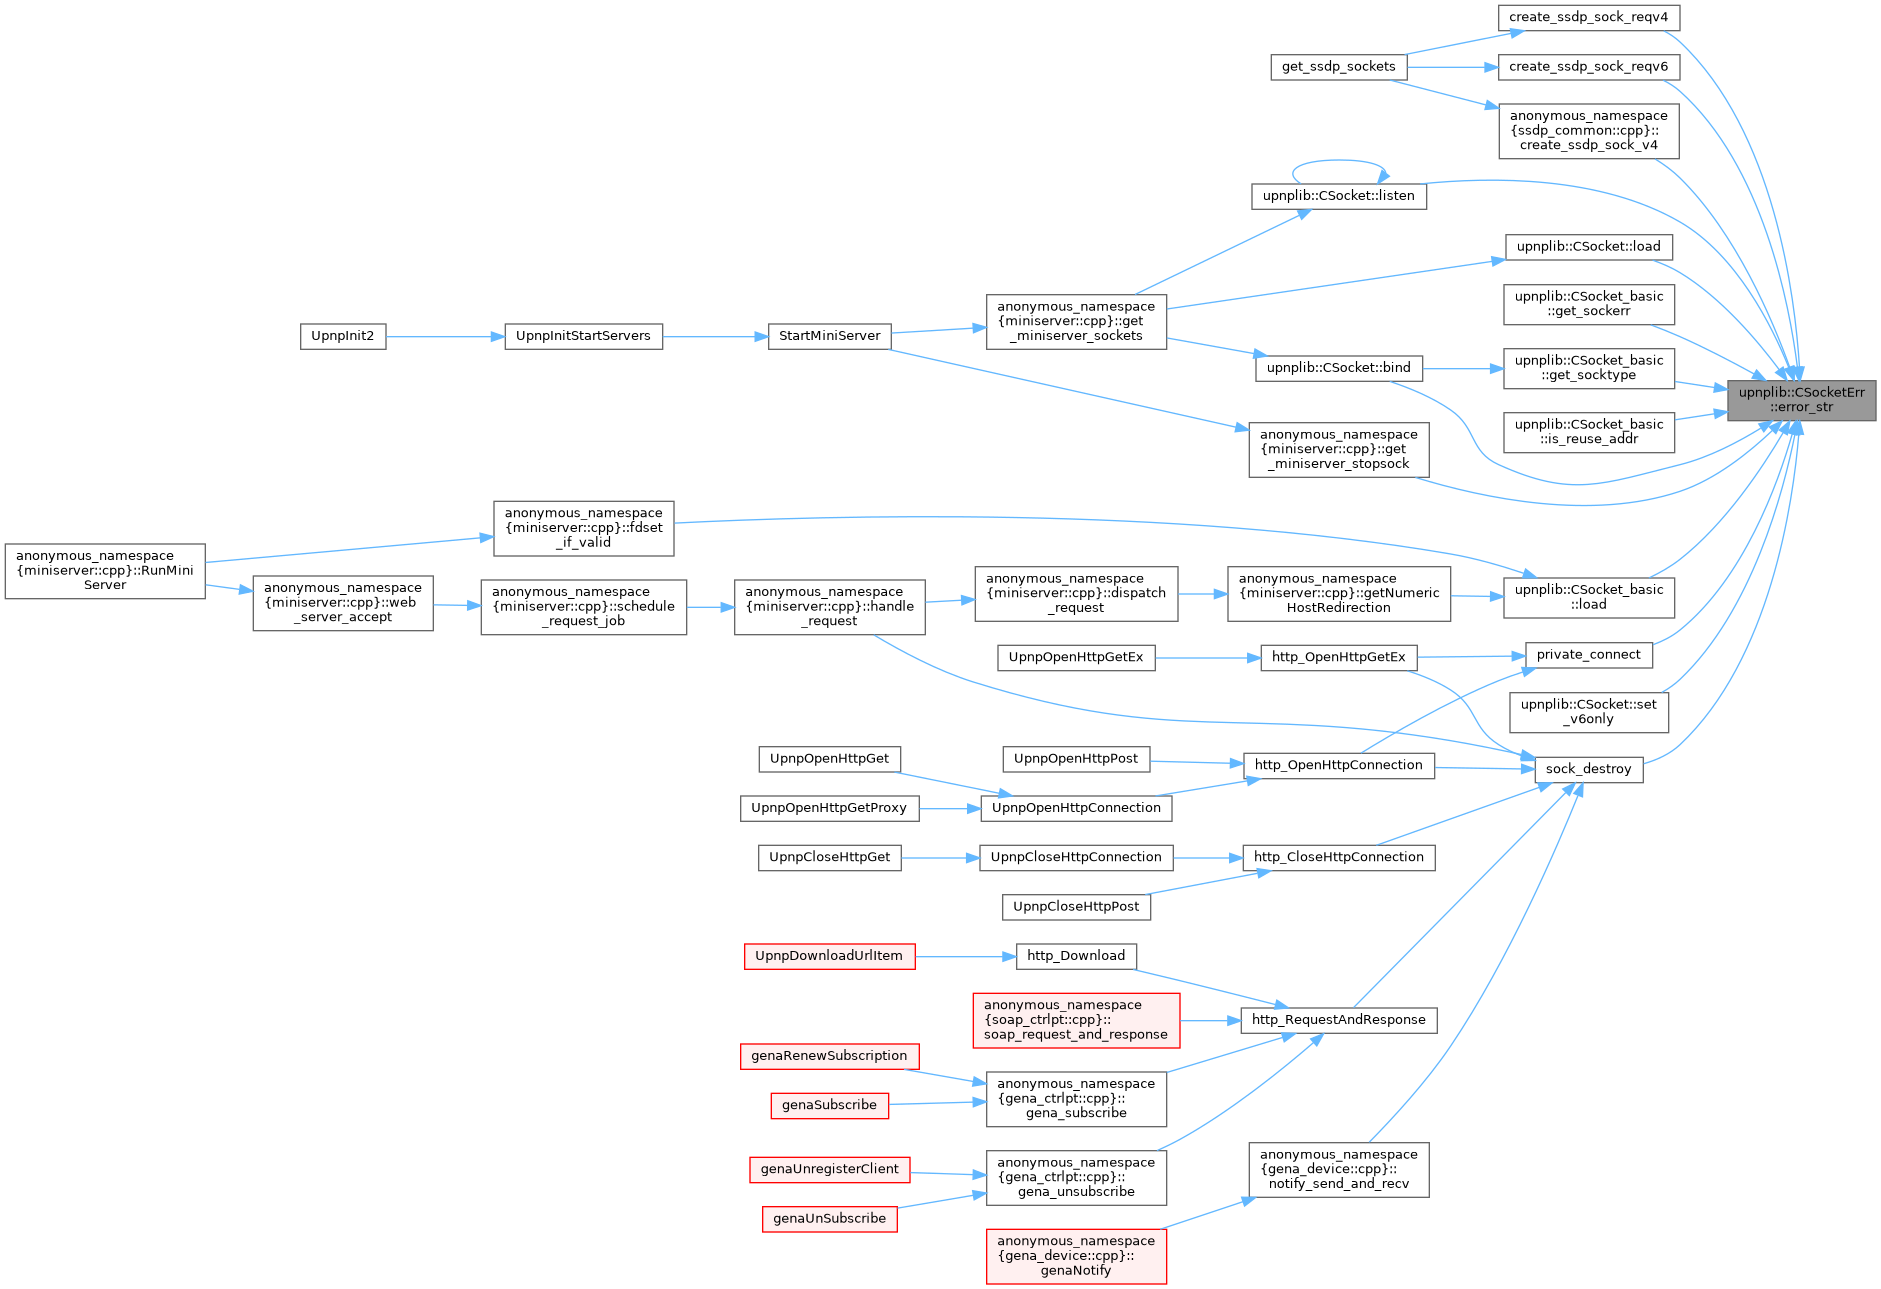 create_ssdp_sock_reqv4
get_ssdp_sockets
create_ssdp_sock_reqv6
anonymous_namespace
{ssdp_common::cpp}::
create_ssdp_sock_v4
upnplib::CSocket::listen
upnplib::CSocket::load
upnplib::CSocket_basic
::get_sockerr
anonymous_namespace
{miniserver::cpp}::get
_miniserver_sockets
UpnpInit2
UpnpInitStartServers
StartMiniServer
upnplib::CSocket::bind
upnplib::CSocket_basic
::get_socktype
upnplib::CSocketErr
::error_str
upnplib::CSocket_basic
::is_reuse_addr
anonymous_namespace
{miniserver::cpp}::get
_miniserver_stopsock
anonymous_namespace
{miniserver::cpp}::fdset
_if_valid
anonymous_namespace
{miniserver::cpp}::RunMini
Server
anonymous_namespace
{miniserver::cpp}::web
_server_accept
anonymous_namespace
{miniserver::cpp}::schedule
_request_job
anonymous_namespace
{miniserver::cpp}::handle
_request
anonymous_namespace
{miniserver::cpp}::dispatch
_request
anonymous_namespace
{miniserver::cpp}::getNumeric
HostRedirection
upnplib::CSocket_basic
::load
UpnpOpenHttpGetEx
http_OpenHttpGetEx
private_connect
upnplib::CSocket::set
_v6only
UpnpOpenHttpGet
UpnpOpenHttpPost
http_OpenHttpConnection
sock_destroy
UpnpOpenHttpGetProxy
UpnpOpenHttpConnection
UpnpCloseHttpGet
UpnpCloseHttpConnection
http_CloseHttpConnection
UpnpCloseHttpPost
UpnpDownloadUrlItem
http_Download
anonymous_namespace
{soap_ctrlpt::cpp}::
soap_request_and_response
http_RequestAndResponse
genaRenewSubscription
genaSubscribe
anonymous_namespace
{gena_ctrlpt::cpp}::
gena_subscribe
genaUnregisterClient
genaUnSubscribe
anonymous_namespace
{gena_ctrlpt::cpp}::
gena_unsubscribe
anonymous_namespace
{gena_device::cpp}::
notify_send_and_recv
anonymous_namespace
{gena_device::cpp}::
genaNotify